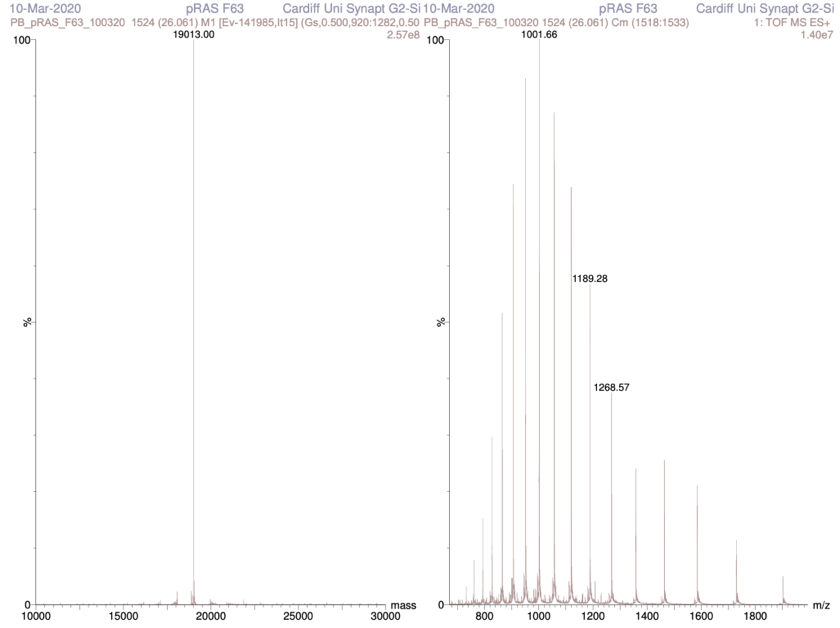 10-Mar-2020 pRAS F63 Cardiff Uni Synapt G2-Si
PB_pRAS_F63_100320 1524 (26.061) M1 [Ev-141985,It15] (Gs,0.500,920:1282,0.50
2.57e8
100
19013.00
%
0
10000 15000 20000 25000 30000 mass
10-Mar-2020 pRAS F63 Cardiff Uni Synapt G2-Si
PB_pRAS_F63_100320 1524 (26.061) Cm (1518:1533) 1: TOF MS ES+
1.40e7
100
1001.66
1189.28
1268.57
%
0
800 1000 1200 1400 1600 1800 m/z